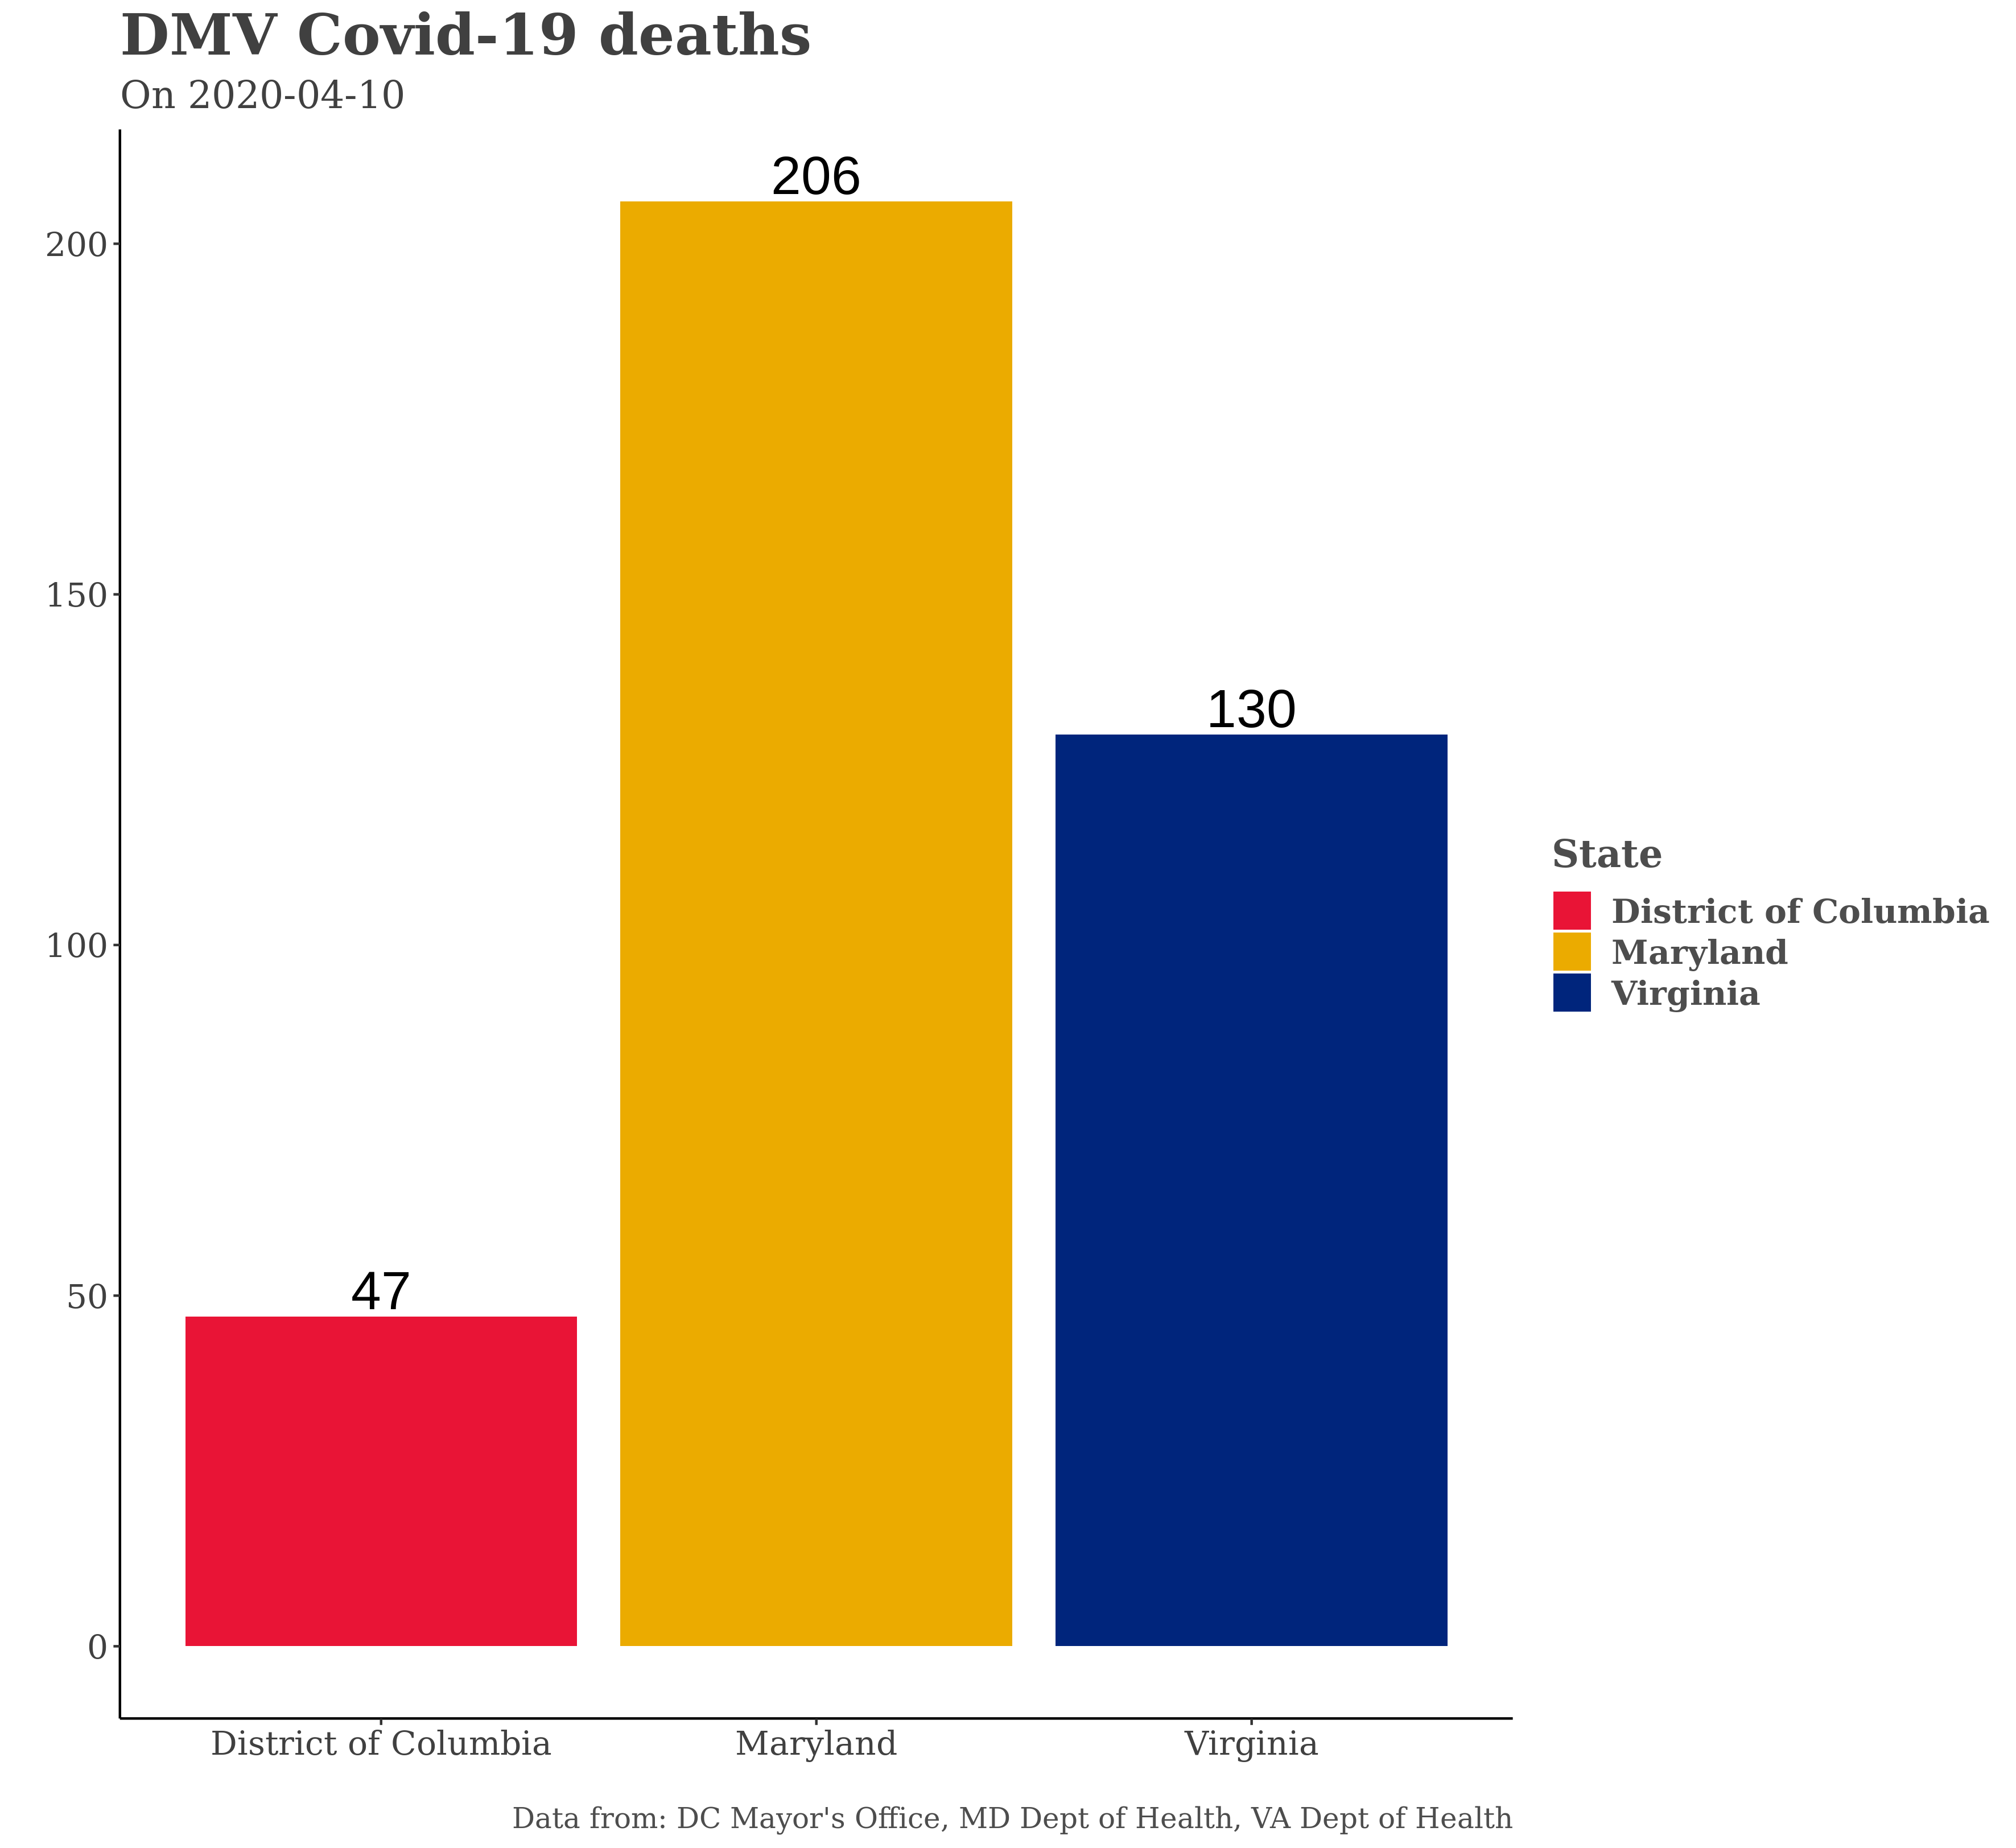 DMV Covid-19 deaths
On 2020-04-10
206
200
150
130
100
50
47
0
State
District of Columbia
Maryland
Virginia
District of Columbia
Maryland
Virginia
Data from: DC Mayor's Office, MD Dept of Health, VA Dept of Health